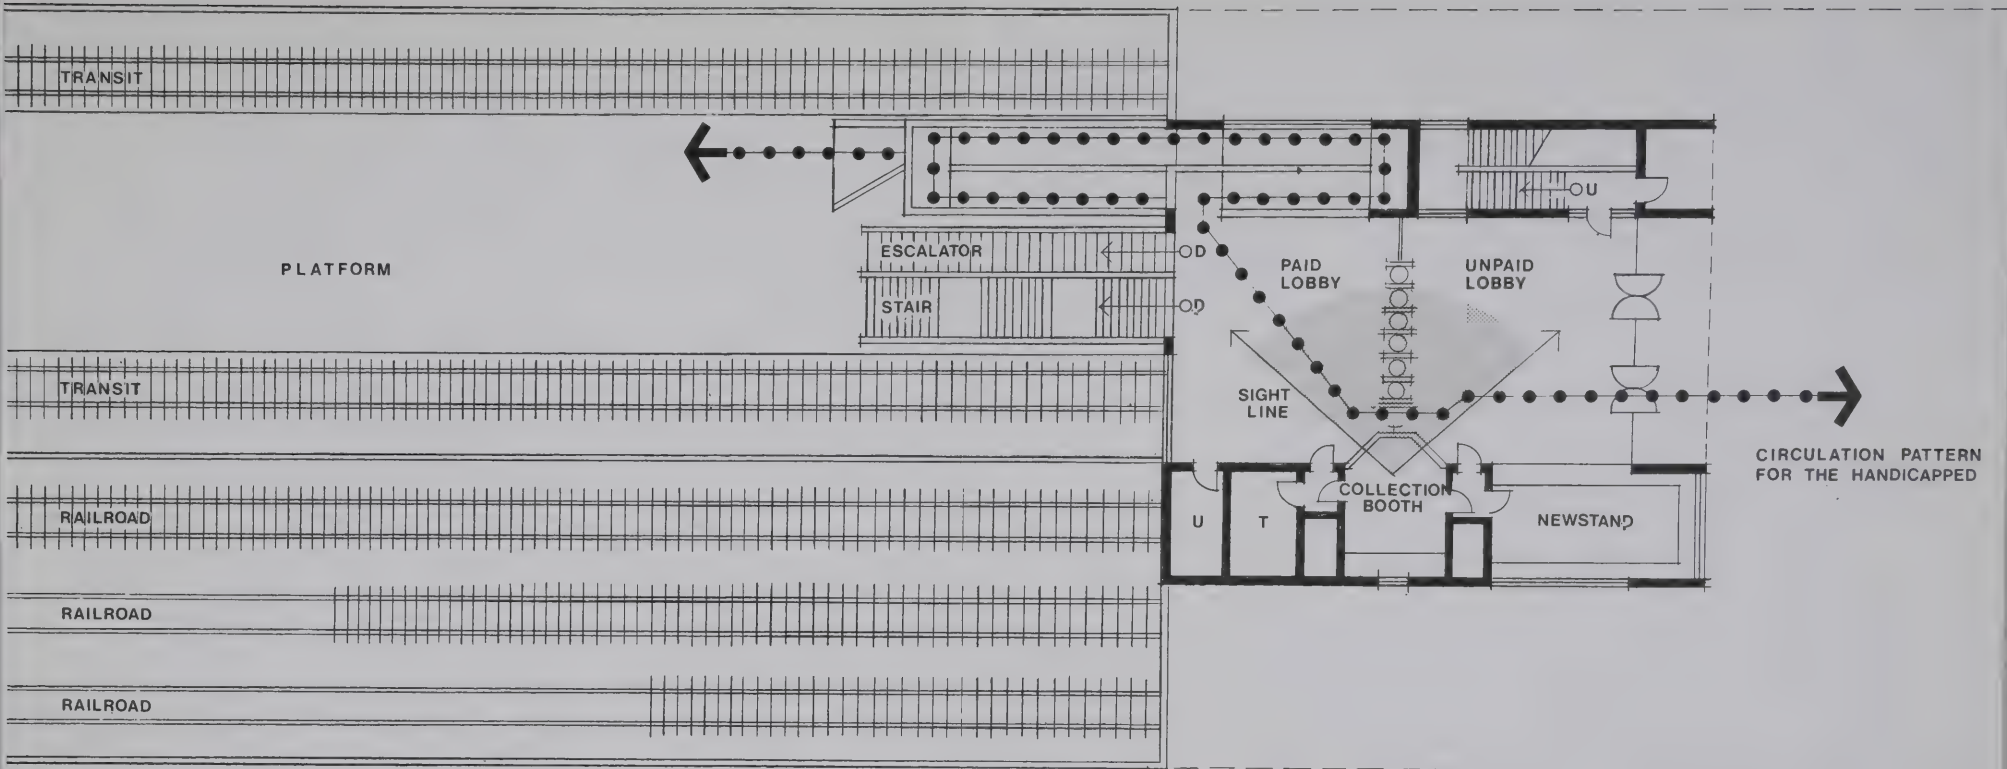 TRANSIT
PLATFORM
ESCALATOR
D
STAIR
D
U
PAID
LOBBY
UNPAID
LOBBY
TRANSIT
SIGHT
LINE
CIRCULATION PATTERN
FOR THE HANDICAPPED
RAILROAD
U
T
COLLECTION
BOOTH
NEWSTAND
RAILROAD
RAILROAD